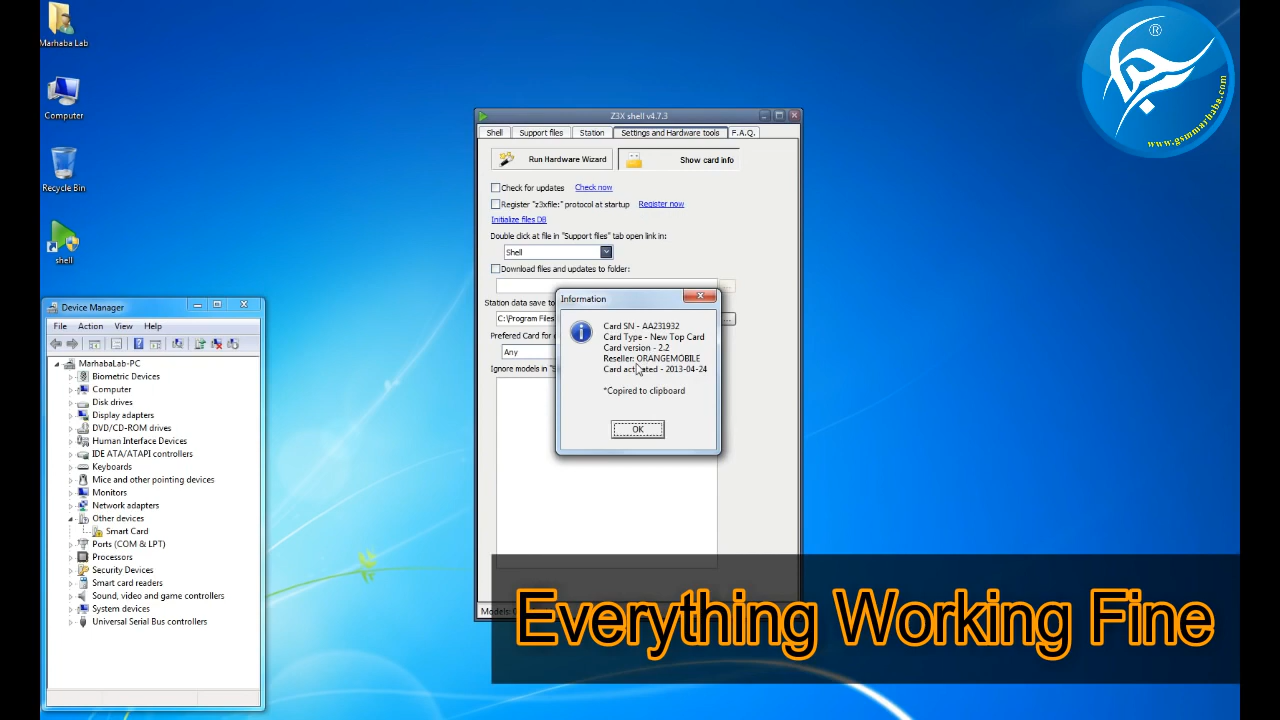 Marhaba Lab
Computer
Recycle Bin
shell
®
www.gsmmarhaba.com
Z3X shell v4.7.3
Shell
Support files
Station
Settings and Hardware tools
F.A.Q.
Run Hardware Wizard
Show card info
Check for updates
Check now
Register "z3xfile:" protocol at startup
Register now
Initialize files DB
Double click at file in "Support files" tab open link in:
Shell
Download files and updates to folder:
...
Station data save to
C:\Program Files
...
Prefered Card for
Any
Ignore models in "S
Models:
Information
Card SN - AA231932
Card Type - New Top Card
Card version - 2.2
Reseller: ORANGEMOBILE
Card activated - 2013-04-24
*Copired to clipboard
OK
Device Manager
File Action View Help
MarhabaLab-PC
Biometric Devices
Computer
Disk drives
Display adapters
DVD/CD-ROM drives
Human Interface Devices
IDE ATA/ATAPI controllers
Keyboards
Mice and other pointing devices
Monitors
Network adapters
Other devices
Smart Card
Ports (COM & LPT)
Processors
Security Devices
Smart card readers
Sound, video and game controllers
System devices
Universal Serial Bus controllers
Everything Working Fine